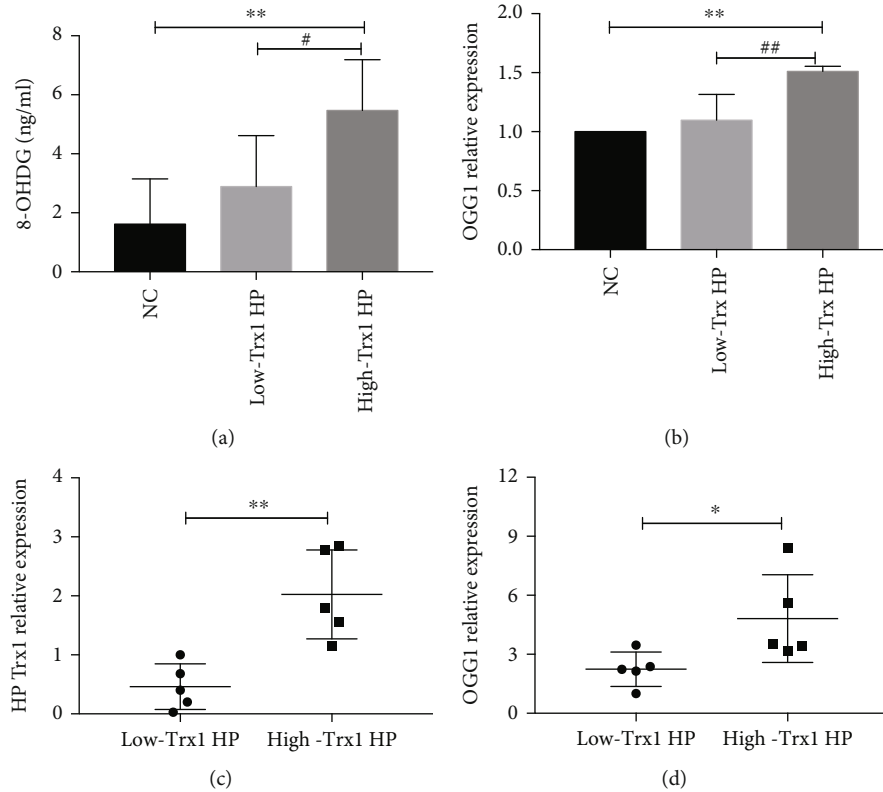 **
#
8
6
4
2
0
8-OHDG (ng/ml)
NC
Low-Trx1 HP
High-Trx1 HP
(a)
**
##
2.0
1.5
1.0
0.5
0.0
OGG1 relative expression
NC
Low-Trx HP
High-Trx HP
(b)
**
4
3
2
1
0
HP Trx1 relative expression
Low-Trx1 HP
High -Trx1 HP
(c)
*
12
9
6
3
0
OGG1 relative expression
Low-Trx1 HP
High -Trx1 HP
(d)